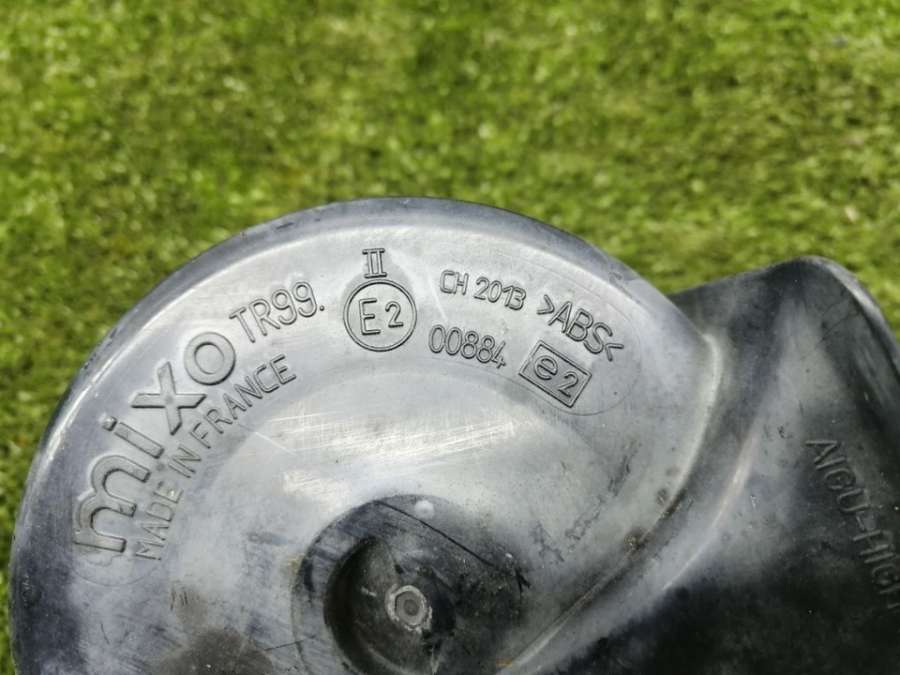 mixo TR99.
MADE IN FRANCE
II
E2
CH 2013 >ABS<
00884 e2
AIGU-HIGH